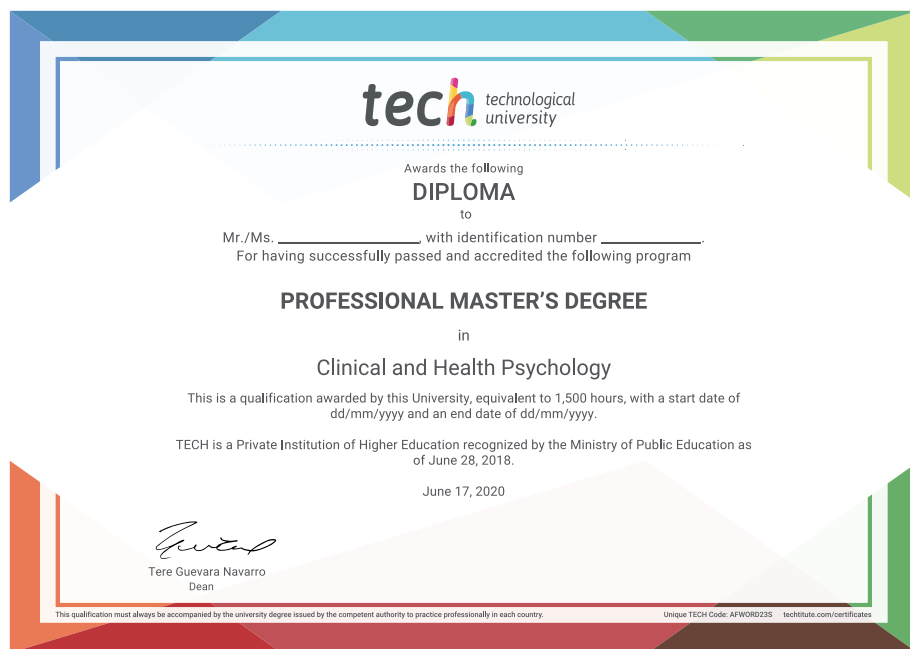 tech technological
university
Awards the following
DIPLOMA
to
Mr./Ms. ____________________, with identification number ______________.
For having successfully passed and accredited the following program
PROFESSIONAL MASTER'S DEGREE
in
Clinical and Health Psychology
This is a qualification awarded by this University, equivalent to 1,500 hours, with a start date of
dd/mm/yyyy and an end date of dd/mm/yyyy.
TECH is a Private Institution of Higher Education recognized by the Ministry of Public Education as
of June 28, 2018.
June 17, 2020
Tere Guevara Navarro
Dean
This qualification must always be accompanied by the university degree issued by the competent authority to practice professionally in each country.
Unique TECH Code: AFWORD23S techtitute.com/certificates